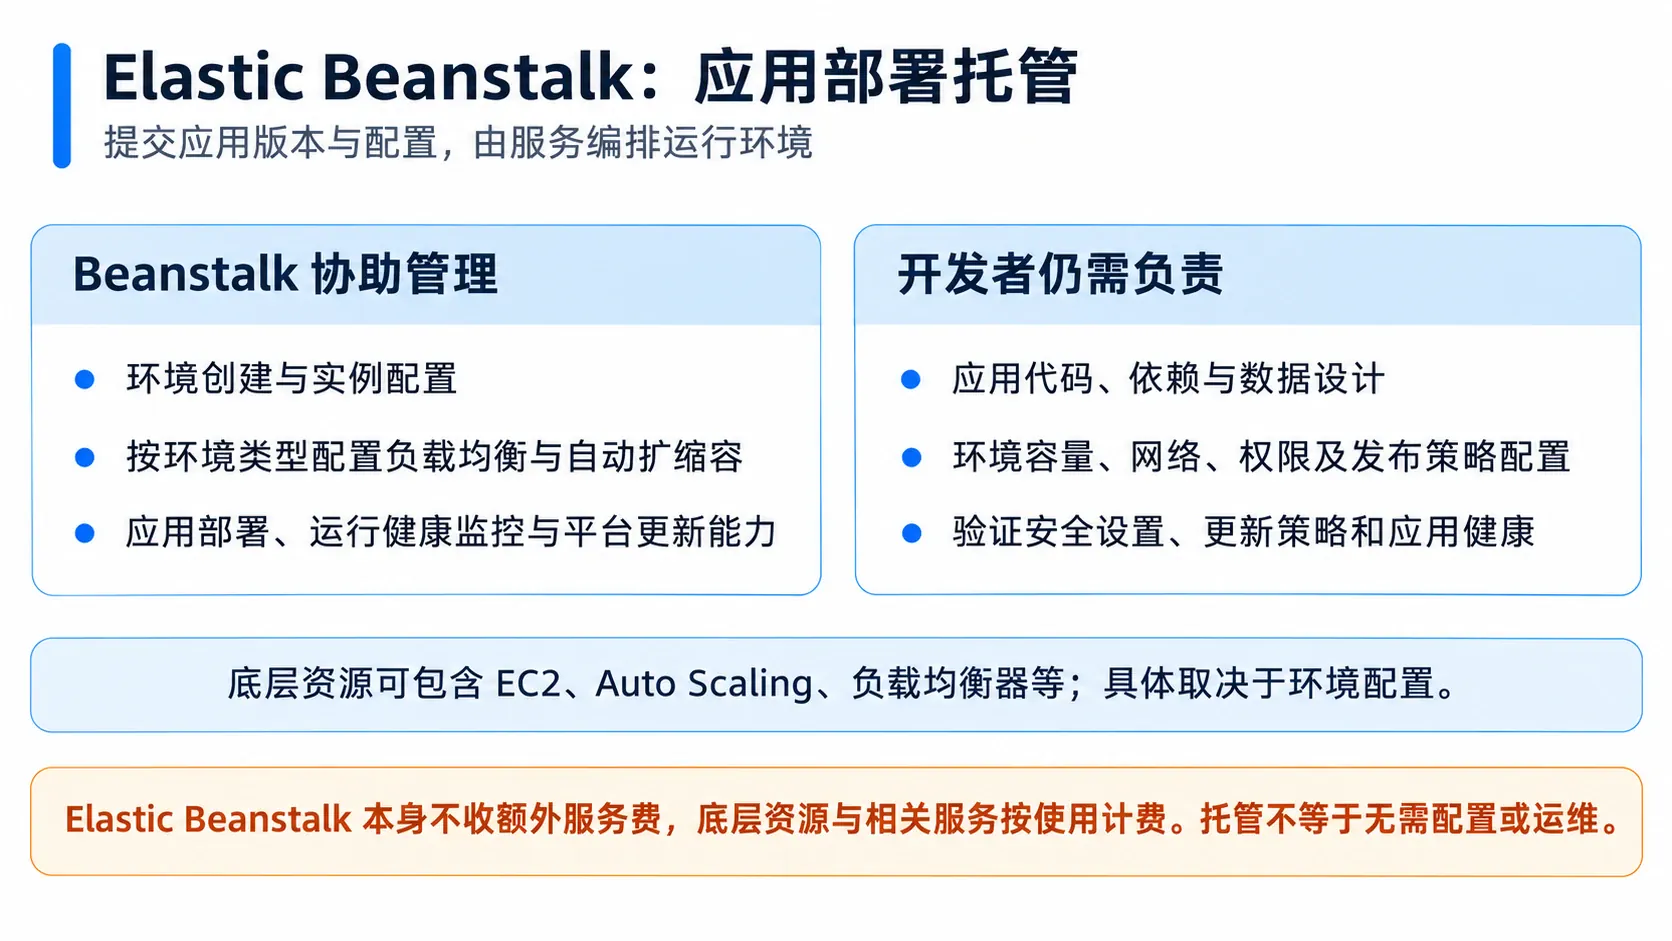 Elastic Beanstalk：应用部署托管
提交应用版本与配置，由服务编排运行环境
Beanstalk 协助管理
环境创建与实例配置
按环境类型配置负载均衡与自动扩缩容
应用部署、运行健康监控与平台更新能力
开发者仍需负责
应用代码、依赖与数据设计
环境容量、网络、权限及发布策略配置
验证安全设置、更新策略和应用健康
底层资源可包含 EC2、Auto Scaling、负载均衡器等；具体取决于环境配置。
Elastic Beanstalk 本身不收额外服务费，底层资源与相关服务按使用计费。托管不等于无需配置或运维。